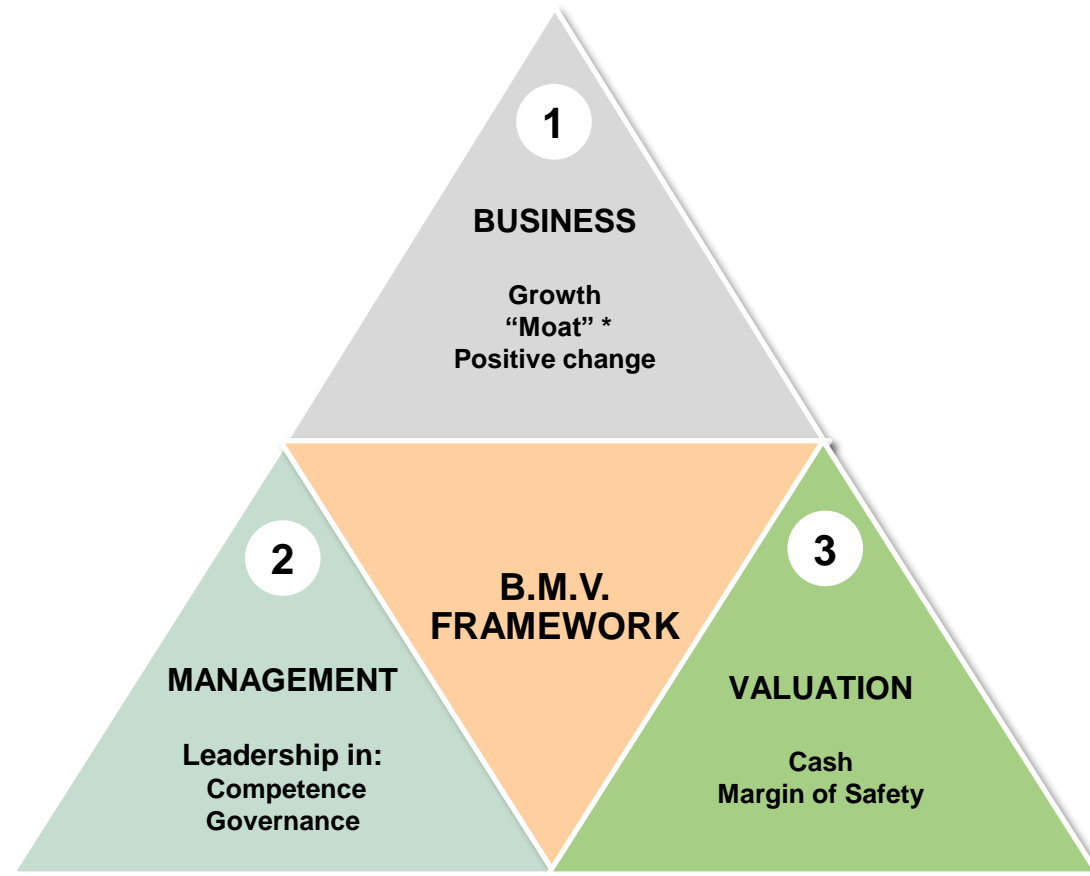 1
BUSINESS
Growth
“Moat” *
Positive change
2
MANAGEMENT
Leadership in:
Competence
Governance
B.M.V.
FRAMEWORK
3
VALUATION
Cash
Margin of Safety